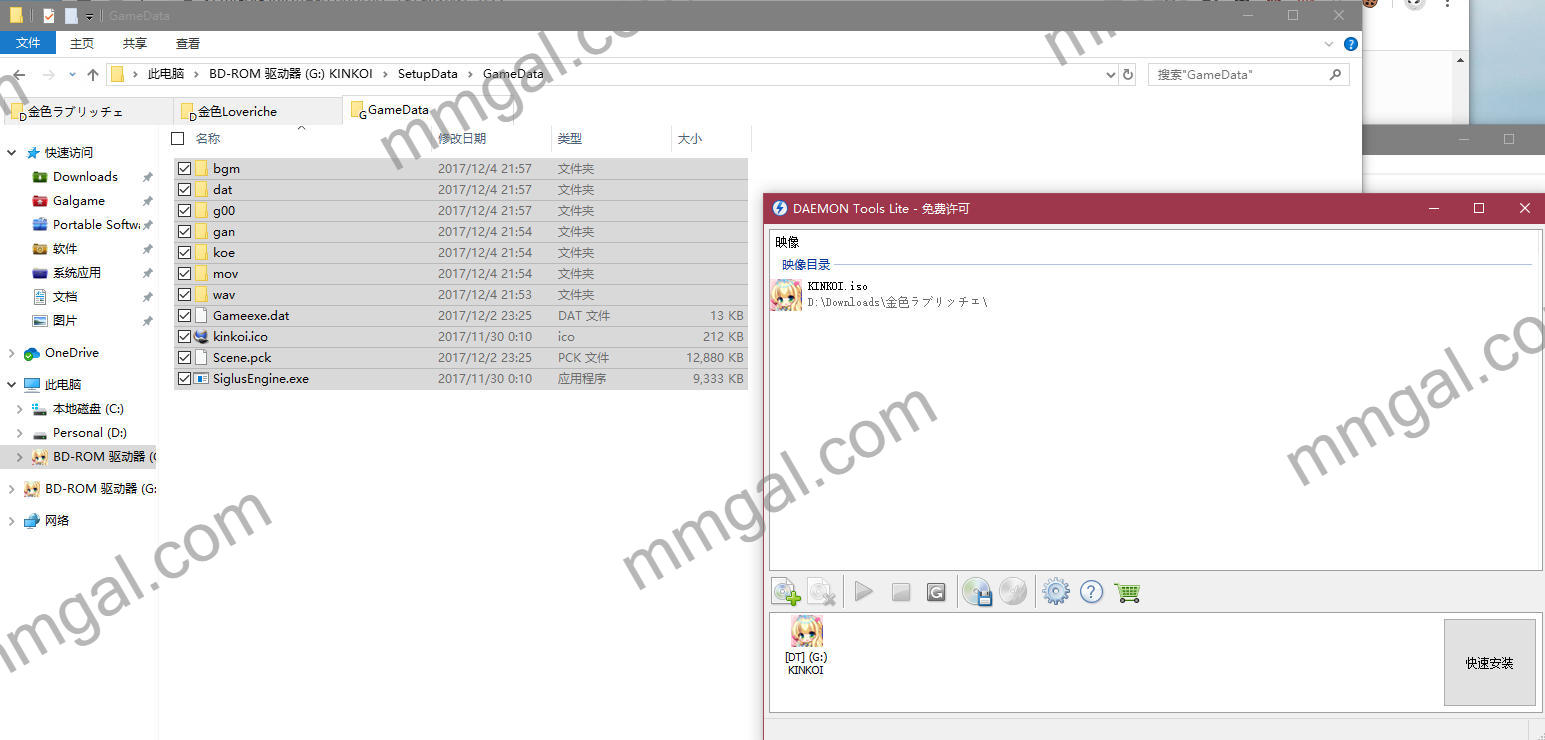 GameData
文件 主页 共享 查看
此电脑 BD-ROM 驱动器 (G:) KINKOI SetupData GameData
搜索"GameData"
金色ラブリッチェ 金色Loveriche GameData
名称 修改日期 类型 大小
bgm 2017/12/4 21:57 文件夹
dat 2017/12/4 21:57 文件夹
g00 2017/12/4 21:57 文件夹
gan 2017/12/4 21:54 文件夹
koe 2017/12/4 21:54 文件夹
mov 2017/12/4 21:54 文件夹
wav 2017/12/4 21:53 文件夹
Gameexe.dat 2017/12/2 23:25 DAT 文件 13 KB
kinkoi.ico 2017/11/30 0:10 ico 212 KB
Scene.pck 2017/12/2 23:25 PCK 文件 12,880 KB
SiglusEngine.exe 2017/11/30 0:10 应用程序 9,333 KB
快速访问
Downloads
Galgame
Portable Softw
软件
系统应用
文档
图片
OneDrive
此电脑
本地磁盘 (C:)
Personal (D:)
BD-ROM 驱动器 (
BD-ROM 驱动器 (G:
网络
DAEMON Tools Lite - 免费许可
映像
映像目录
KINKOI.iso
D:\Downloads\金色ラブリッチェ\
[DT] (G:)
KINKOI
快速安装
mmgal.com
mmgal.com
mmgal.com
mmgal.com